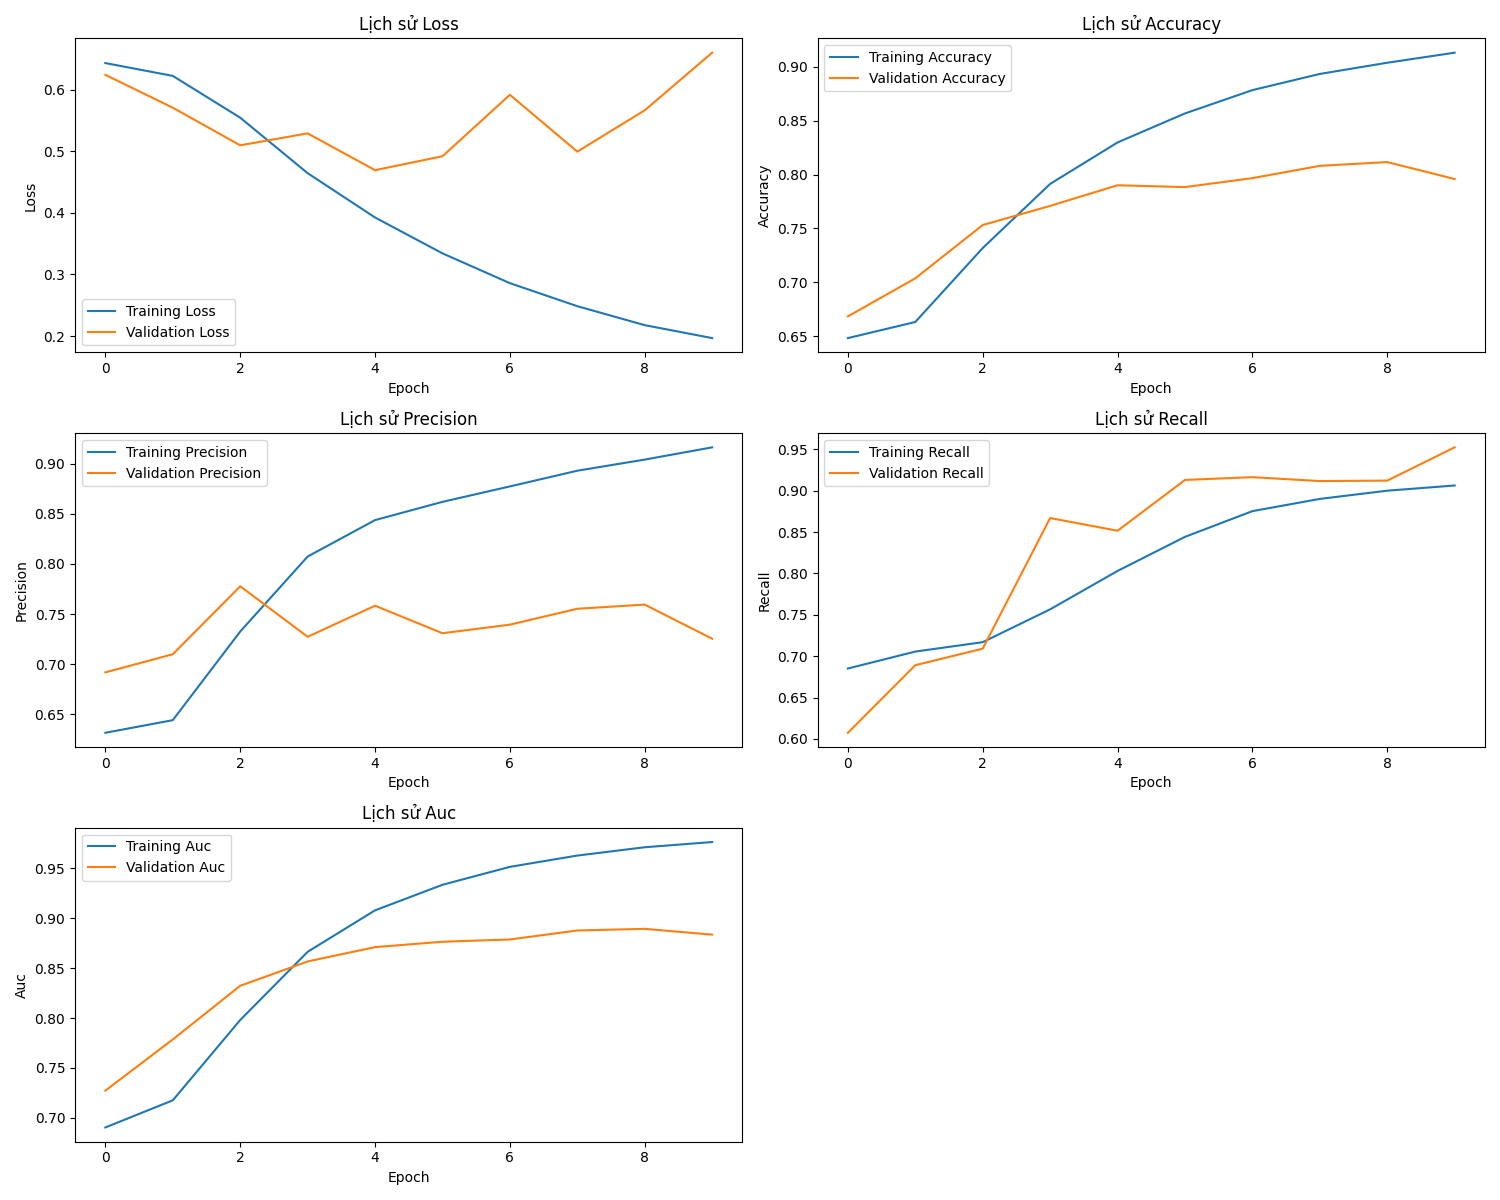 Lịch sử Loss
0.6
0.5
0.4
0.3
0.2
Loss
Training Loss
Validation Loss
0 2 4 6 8
Epoch
Lịch sử Accuracy
Training Accuracy
Validation Accuracy
0.90
0.85
0.80
0.75
0.70
0.65
Accuracy
0 2 4 6 8
Epoch
Lịch sử Precision
Training Precision
Validation Precision
0.90
0.85
0.80
0.75
0.70
0.65
Precision
0 2 4 6 8
Epoch
Lịch sử Recall
Training Recall
Validation Recall
0.95
0.90
0.85
0.80
0.75
0.70
0.65
0.60
Recall
0 2 4 6 8
Epoch
Lịch sử Auc
Training Auc
Validation Auc
0.95
0.90
0.85
0.80
0.75
0.70
Auc
0 2 4 6 8
Epoch